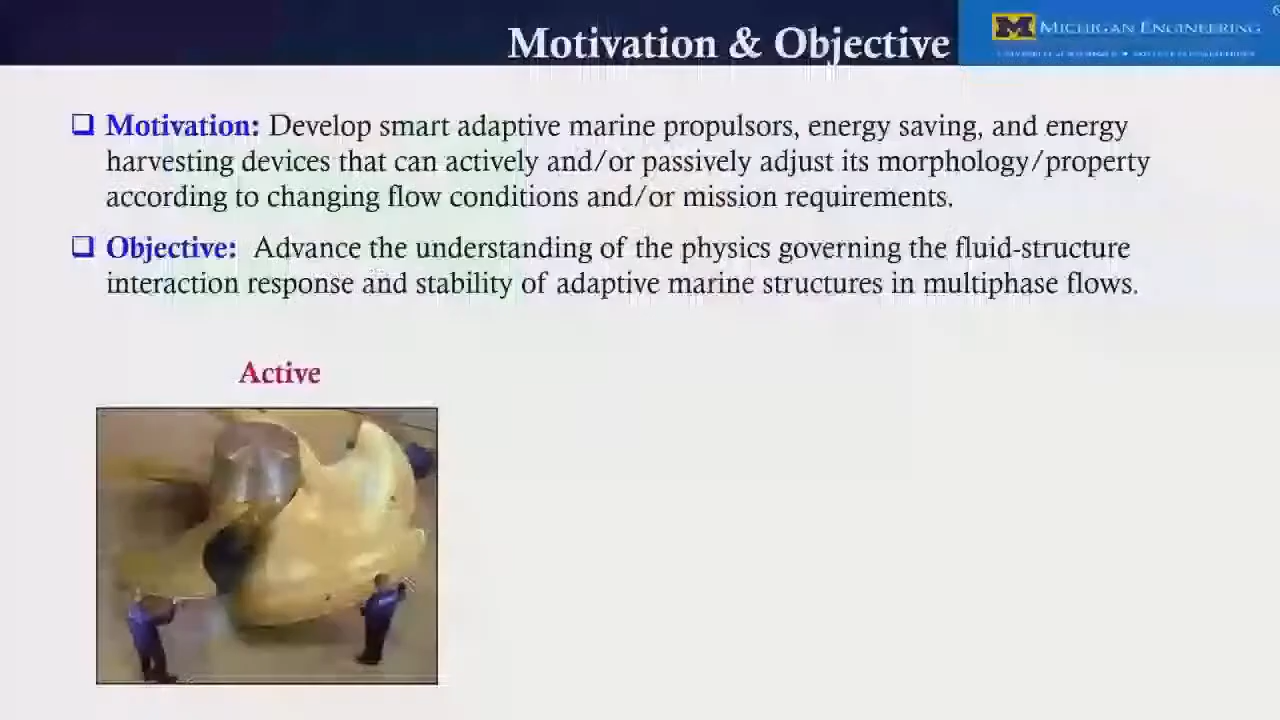 Motivation & Objective
M MICHIGAN ENGINEERING
❑ Motivation: Develop smart adaptive marine propulsors, energy saving, and energy
harvesting devices that can actively and/or passively adjust its morphology/property
according to changing flow conditions and/or mission requirements.
❑ Objective: Advance the understanding of the physics governing the fluid-structure
interaction response and stability of adaptive marine structures in multiphase flows.
Active